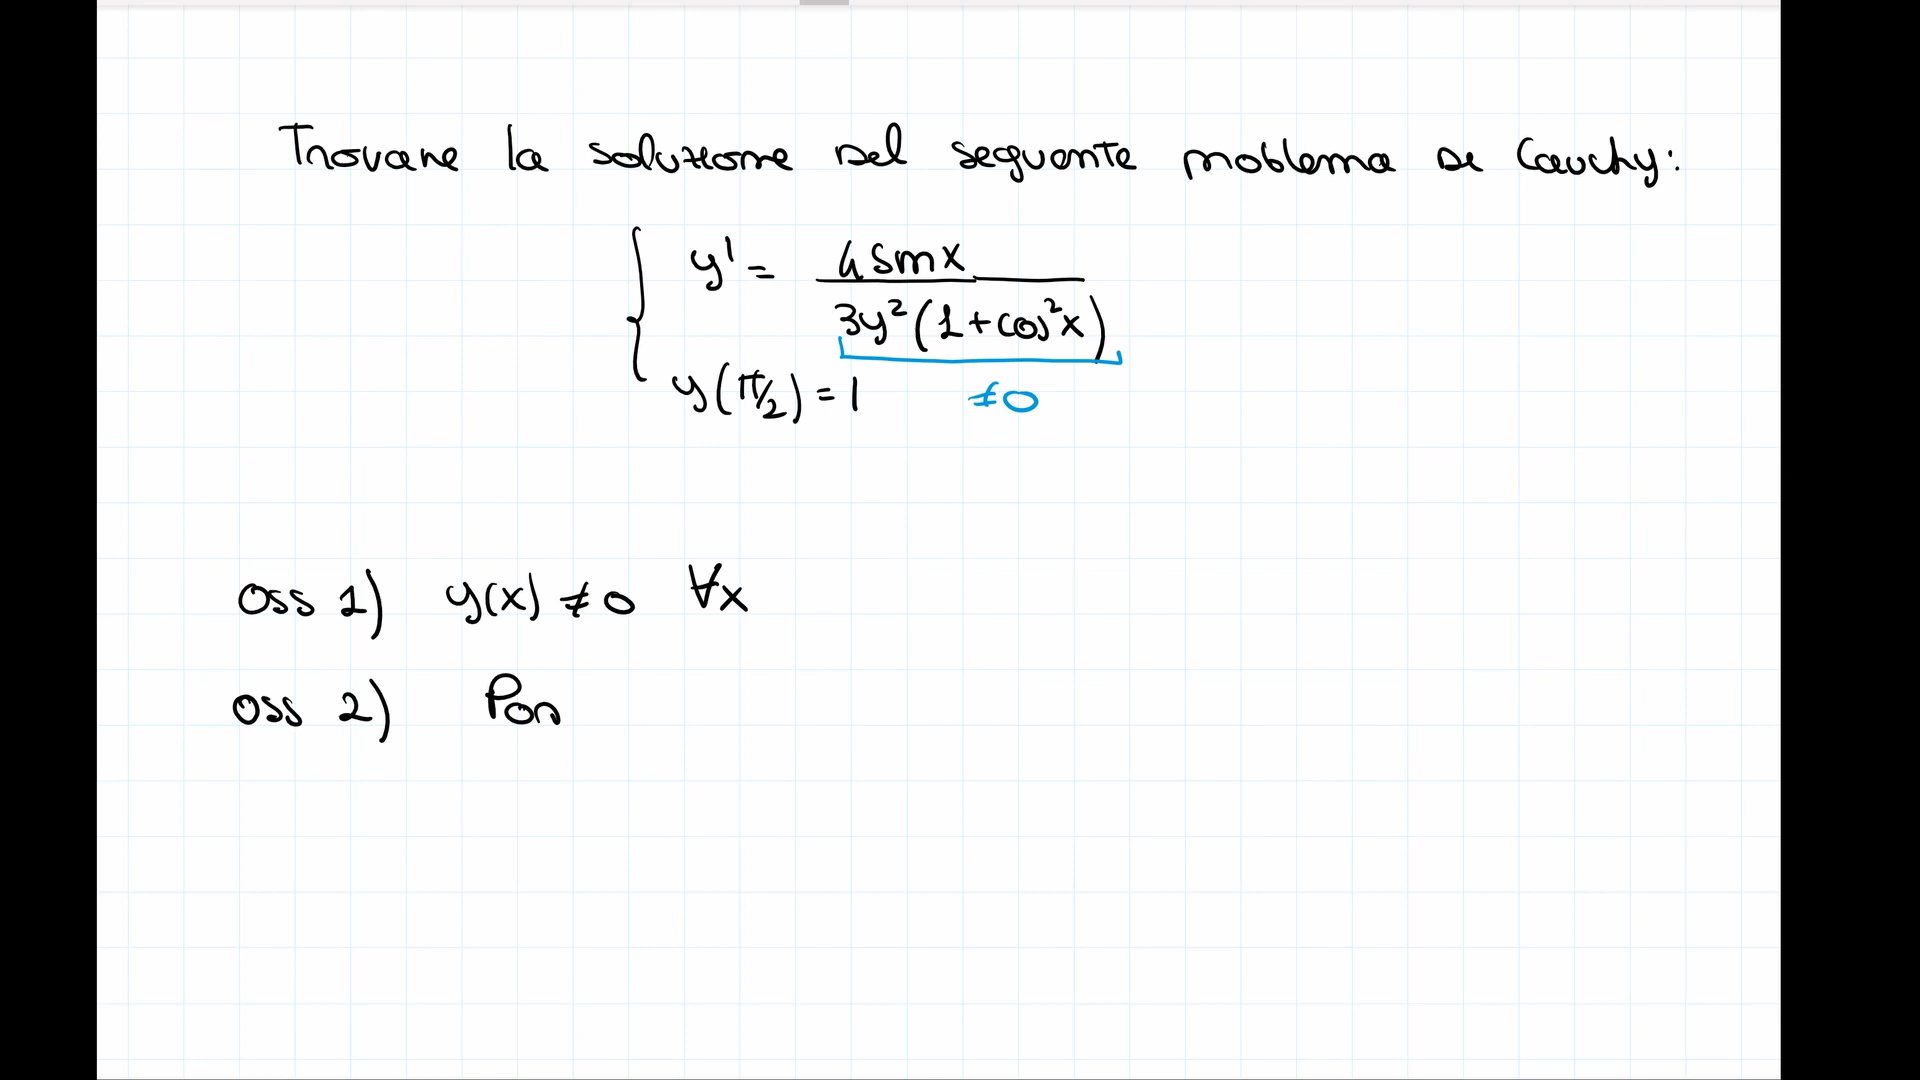 Trovare la soluzione del seguente problema di Cauchy:
y' = 4 sin x / 3y²(1+cos²x)
y(π/2) = 1 ≠0
oss 1) y(x) ≠ 0 ∀x
oss 2) Pon